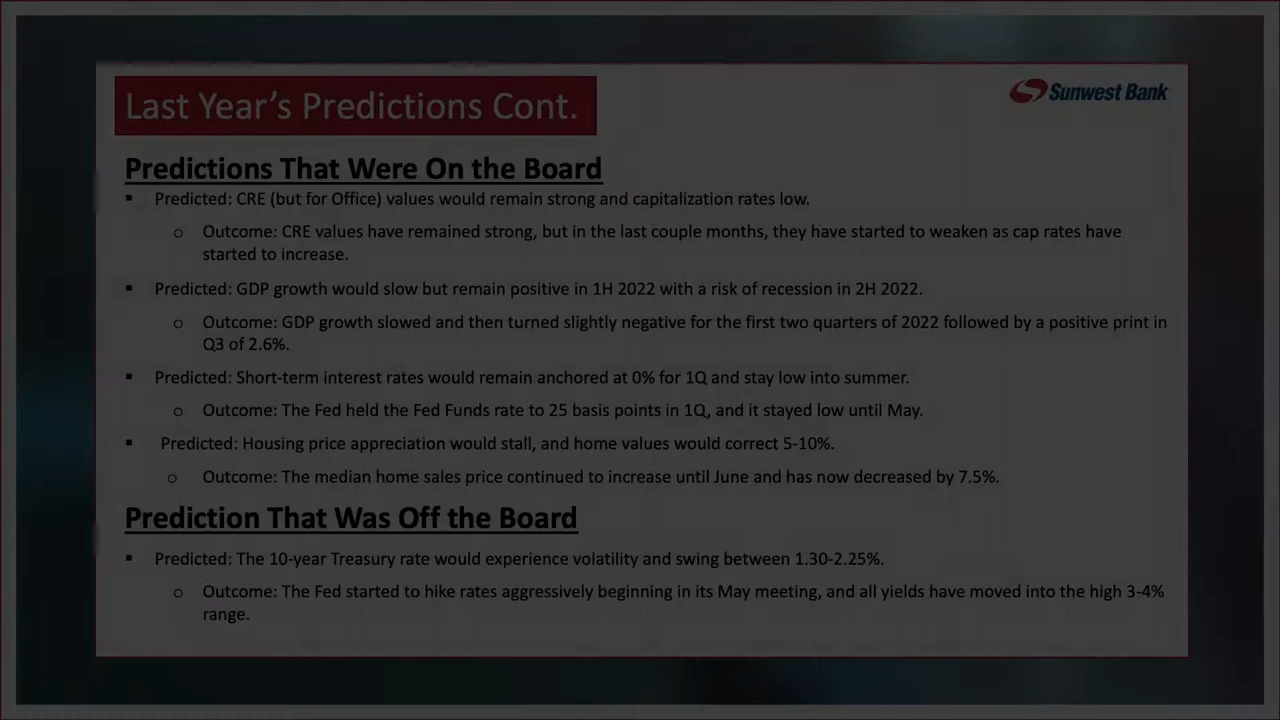 Last Year's Predictions Cont.
Sunwest Bank
Predictions That Were On the Board
▪ Predicted: CRE (but for Office) values would remain strong and capitalization rates low.
o Outcome: CRE values have remained strong, but in the last couple months, they have started to weaken as cap rates have
started to increase.
▪ Predicted: GDP growth would slow but remain positive in 1H 2022 with a risk of recession in 2H 2022.
o Outcome: GDP growth slowed and then turned slightly negative for the first two quarters of 2022 followed by a positive print in
Q3 of 2.6%.
▪ Predicted: Short-term interest rates would remain anchored at 0% for 1Q and stay low into summer.
o Outcome: The Fed held the Fed Funds rate to 25 basis points in 1Q, and it stayed low until May.
▪ Predicted: Housing price appreciation would stall, and home values would correct 5-10%.
o Outcome: The median home sales price continued to increase until June and has now decreased by 7.5%.
Prediction That Was Off the Board
▪ Predicted: The 10-year Treasury rate would experience volatility and swing between 1.30-2.25%.
o Outcome: The Fed started to hike rates aggressively beginning in its May meeting, and all yields have moved into the high 3-4%
range.